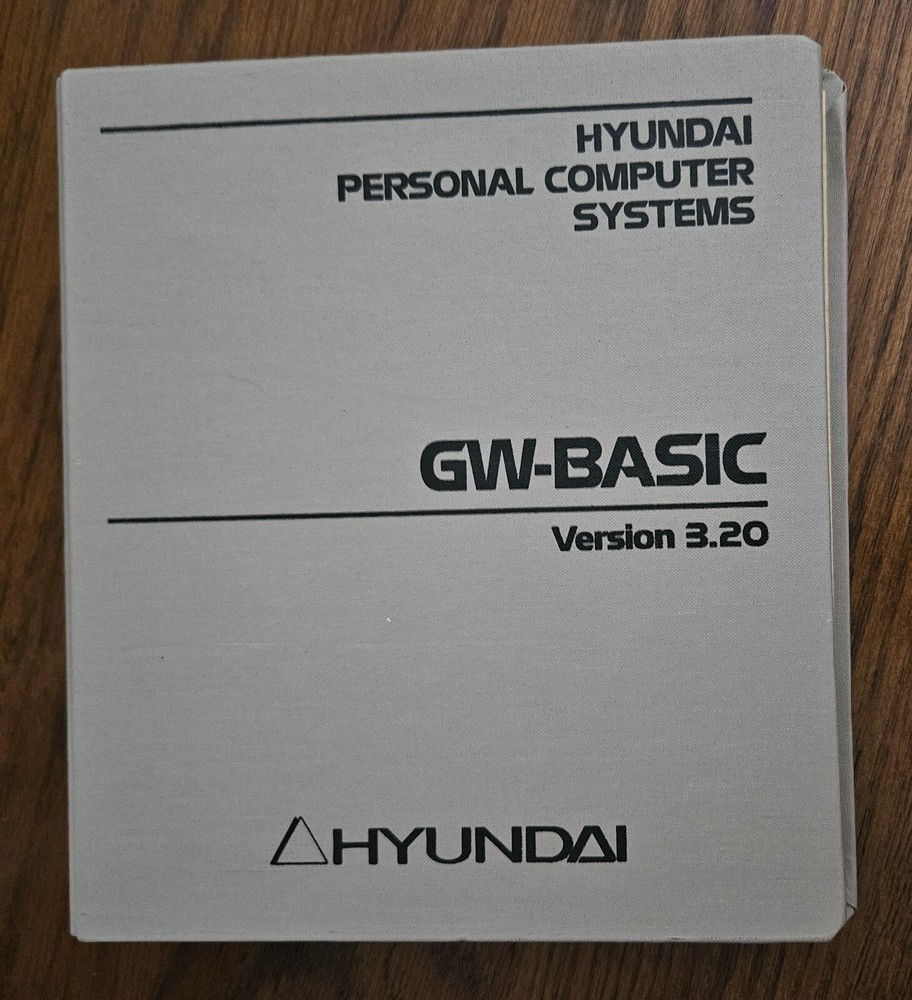 HYUNDAI
PERSONAL COMPUTER
SYSTEMS
GW-BASIC
Version 3.20
HYUNDAI